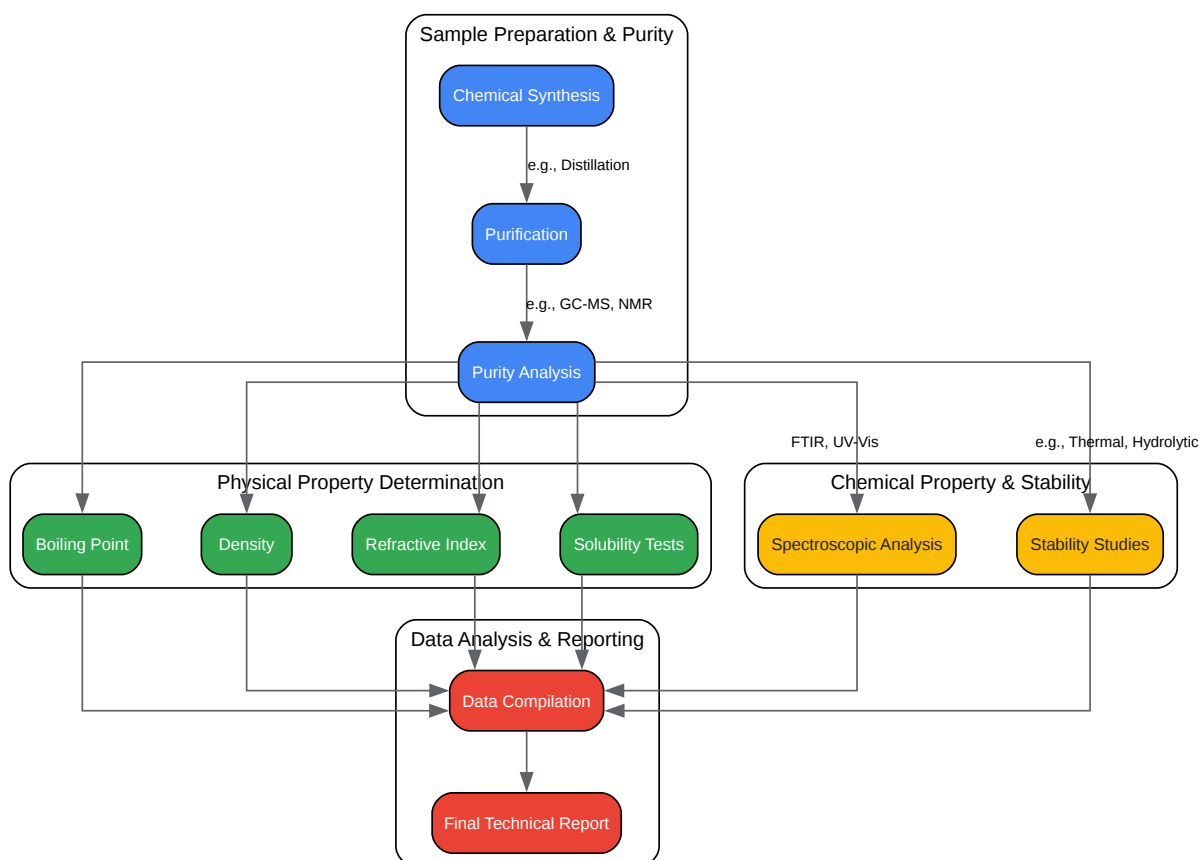 Sample Preparation & Purity
Chemical Synthesis
e.g., Distillation
Purification
e.g., GC-MS, NMR
Purity Analysis
FTIR, UV-Vis
e.g., Thermal, Hydrolytic
Physical Property Determination
Chemical Property & Stability
Boiling Point
Density
Refractive Index
Solubility Tests
Spectroscopic Analysis
Stability Studies
Data Analysis & Reporting
Data Compilation
Final Technical Report